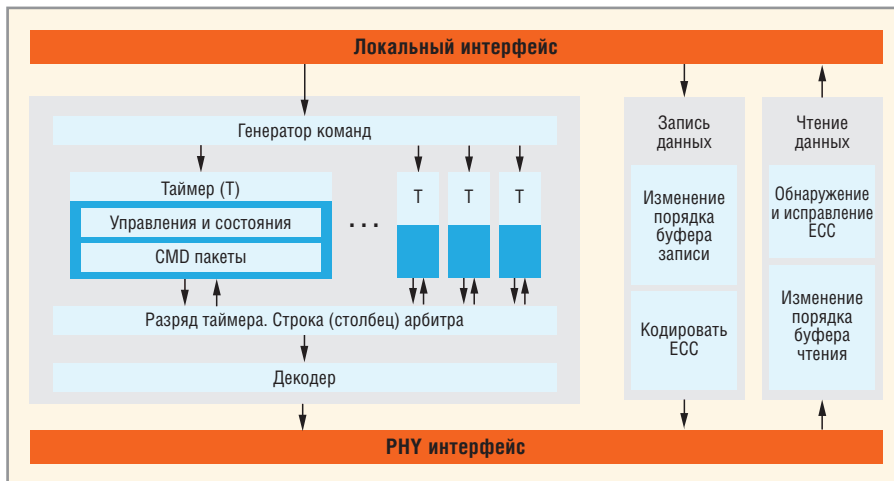 Локальный интерфейс
Генератор команд
Таймер (Т)
Управления и состояния
CMD пакеты
...
Т
Т
Т
Разряд таймера. Строка (столбец) арбитра
Декодер
Запись
данных
Изменение
порядка
буфера
записи
Кодировать
ECC
Чтение
данных
Обнаружение
и исправление
ECC
Изменение
порядка
буфера
чтения
PHY интерфейс